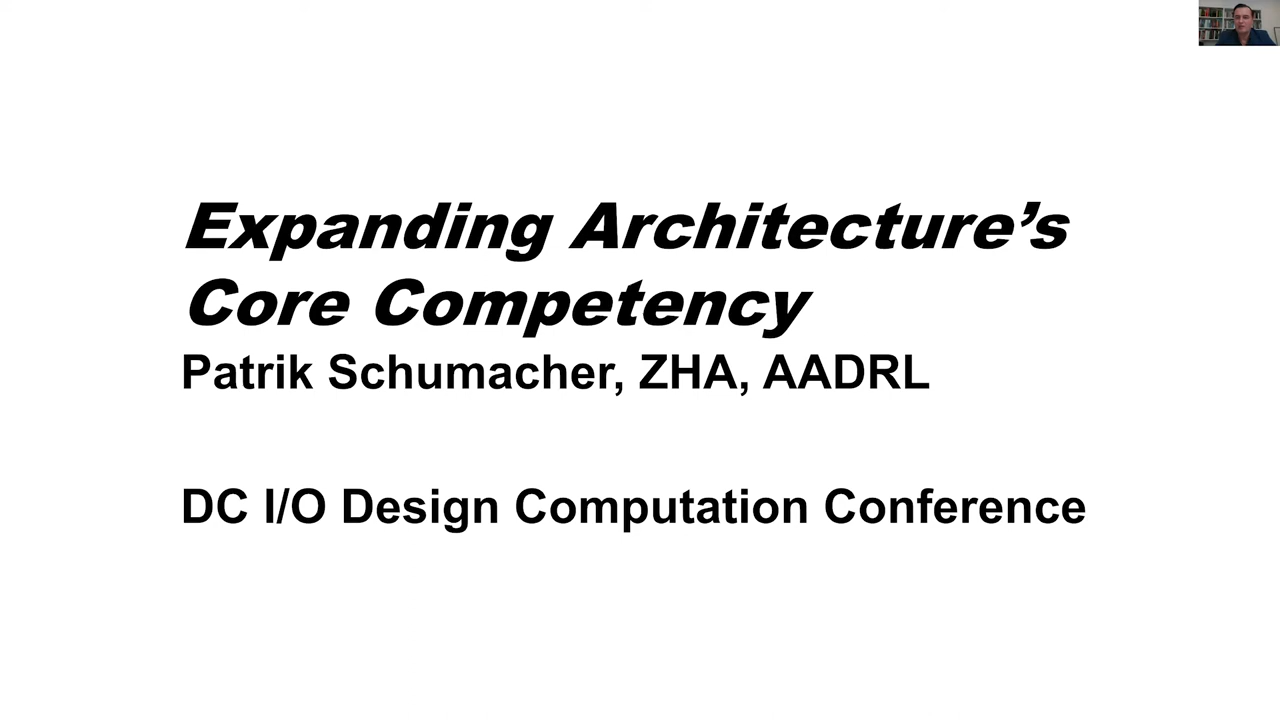 Expanding Architecture’s
Core Competency
Patrik Schumacher, ZHA, AADRL
DC I/O Design Computation Conference